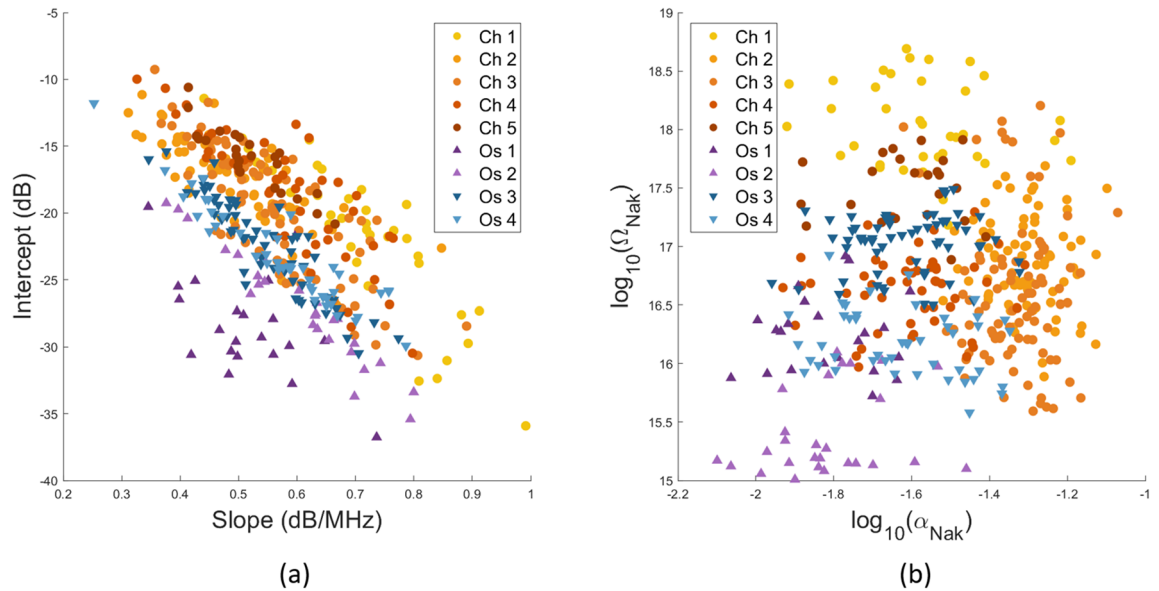 -5
-10
-15
-20
-25
-30
-35
-40
Intercept (dB)
0.2 0.3 0.4 0.5 0.6 0.7 0.8 0.9 1
Slope (dB/MHz)
Ch 1
Ch 2
Ch 3
Ch 4
Ch 5
Os 1
Os 2
Os 3
Os 4
(a)
19
18.5
18
17.5
17
16.5
16
15.5
15
log10(ΩNak)
-2.2 -2 -1.8 -1.6 -1.4 -1.2 -1
log10(αNak)
Ch 1
Ch 2
Ch 3
Ch 4
Ch 5
Os 1
Os 2
Os 3
Os 4
(b)